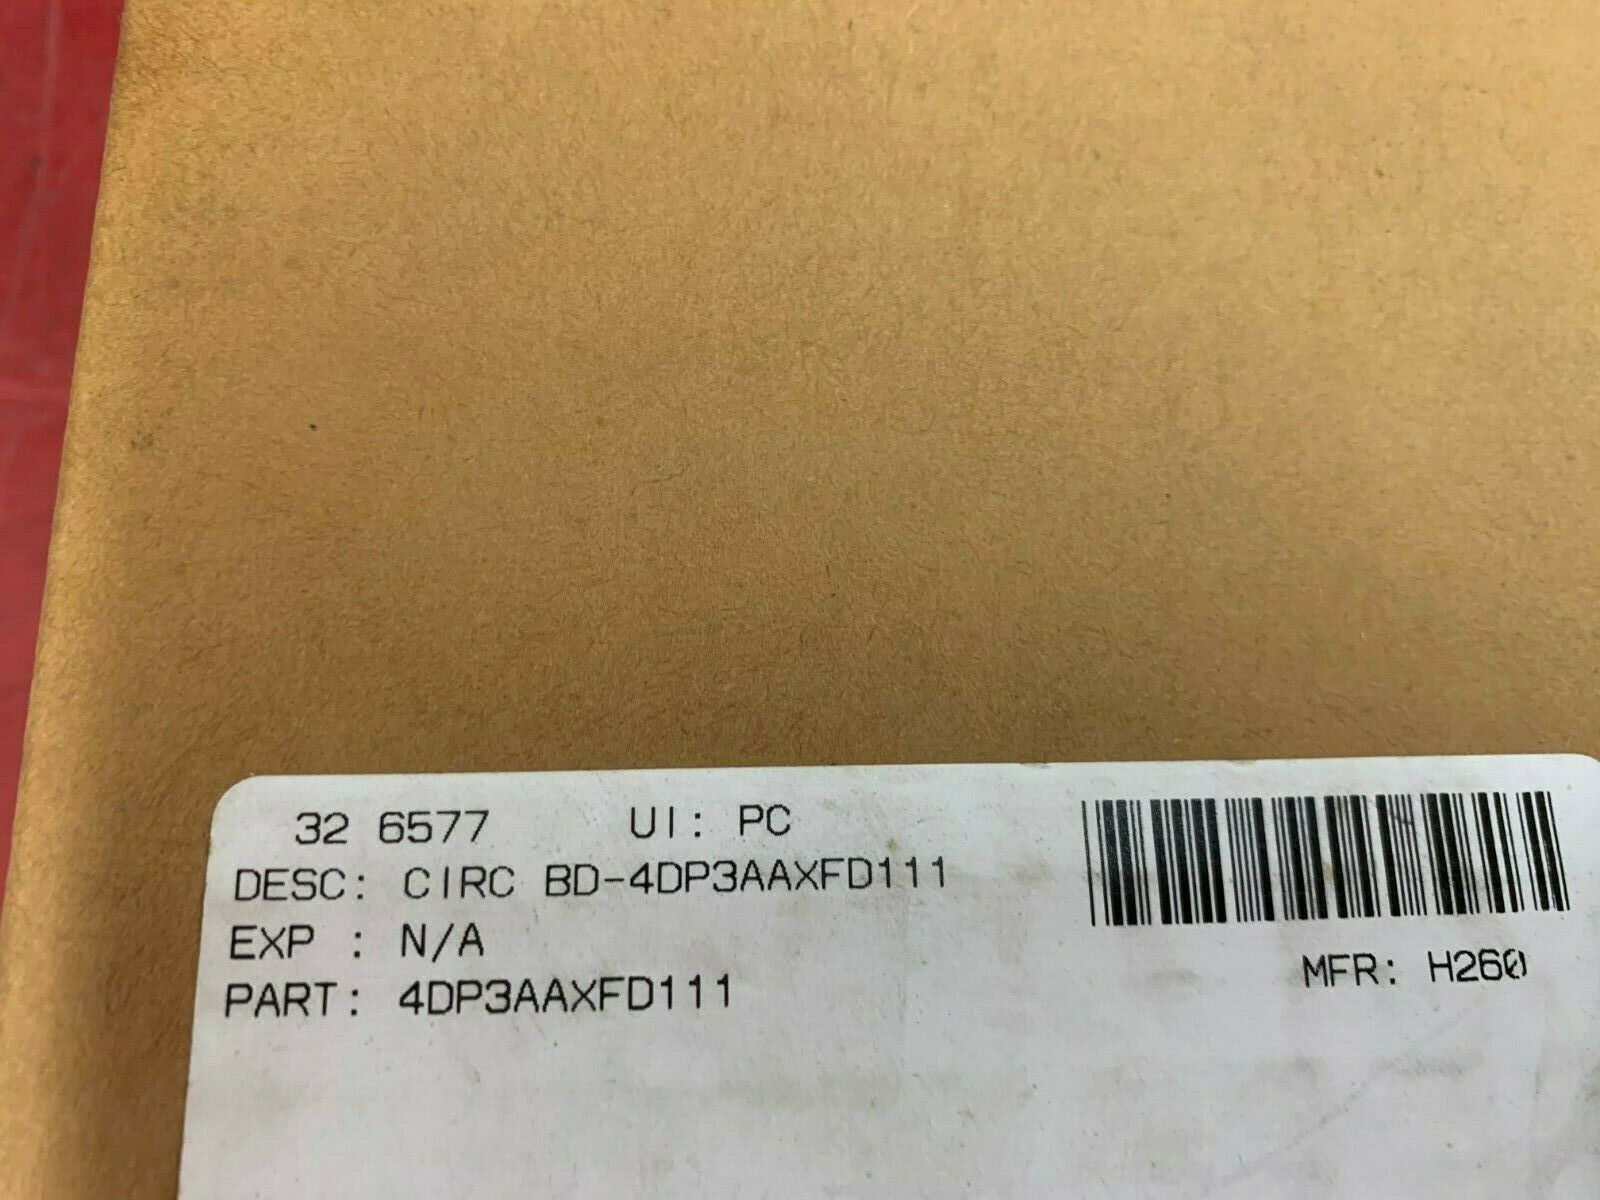 32 6577 UI: PC
DESC: CIRC BD-4DP3AAXFD111
EXP : N/A
PART: 4DP3AAXFD111
MFR: H260